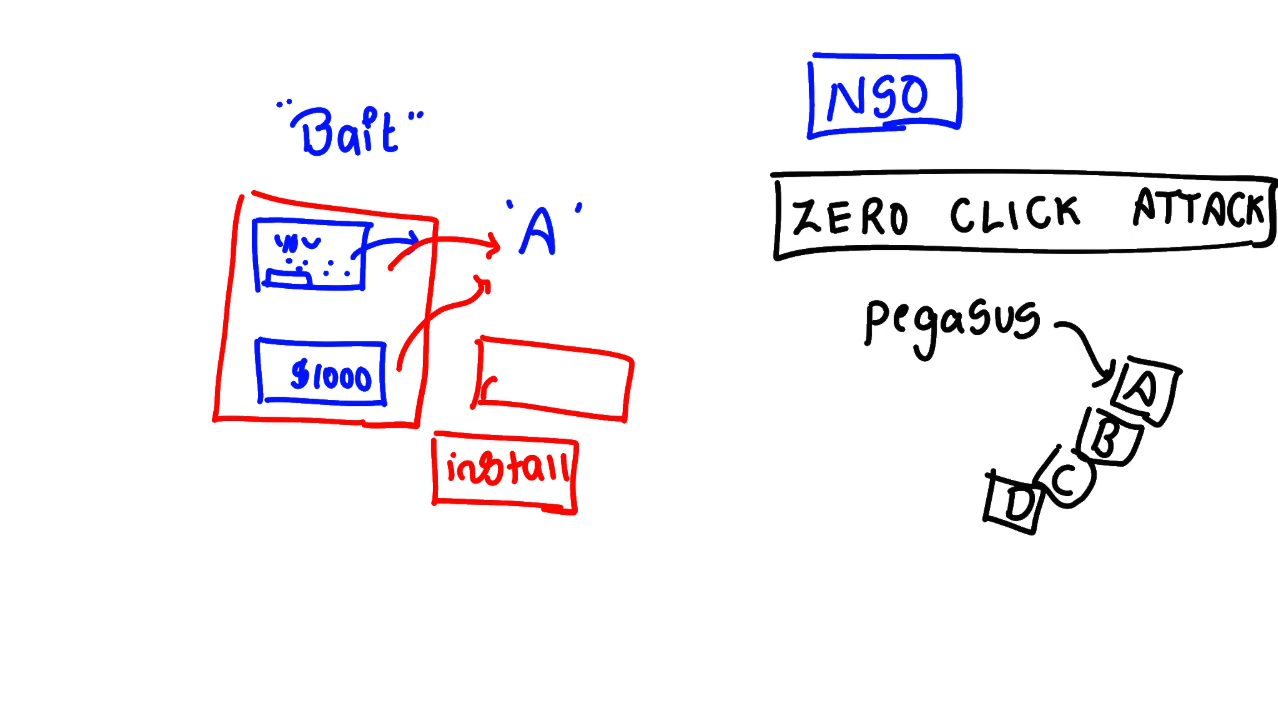 "Bait"
'A'
$1000
install
NSO
ZERO CLICK ATTACK
Pegasus
A
B
C
D